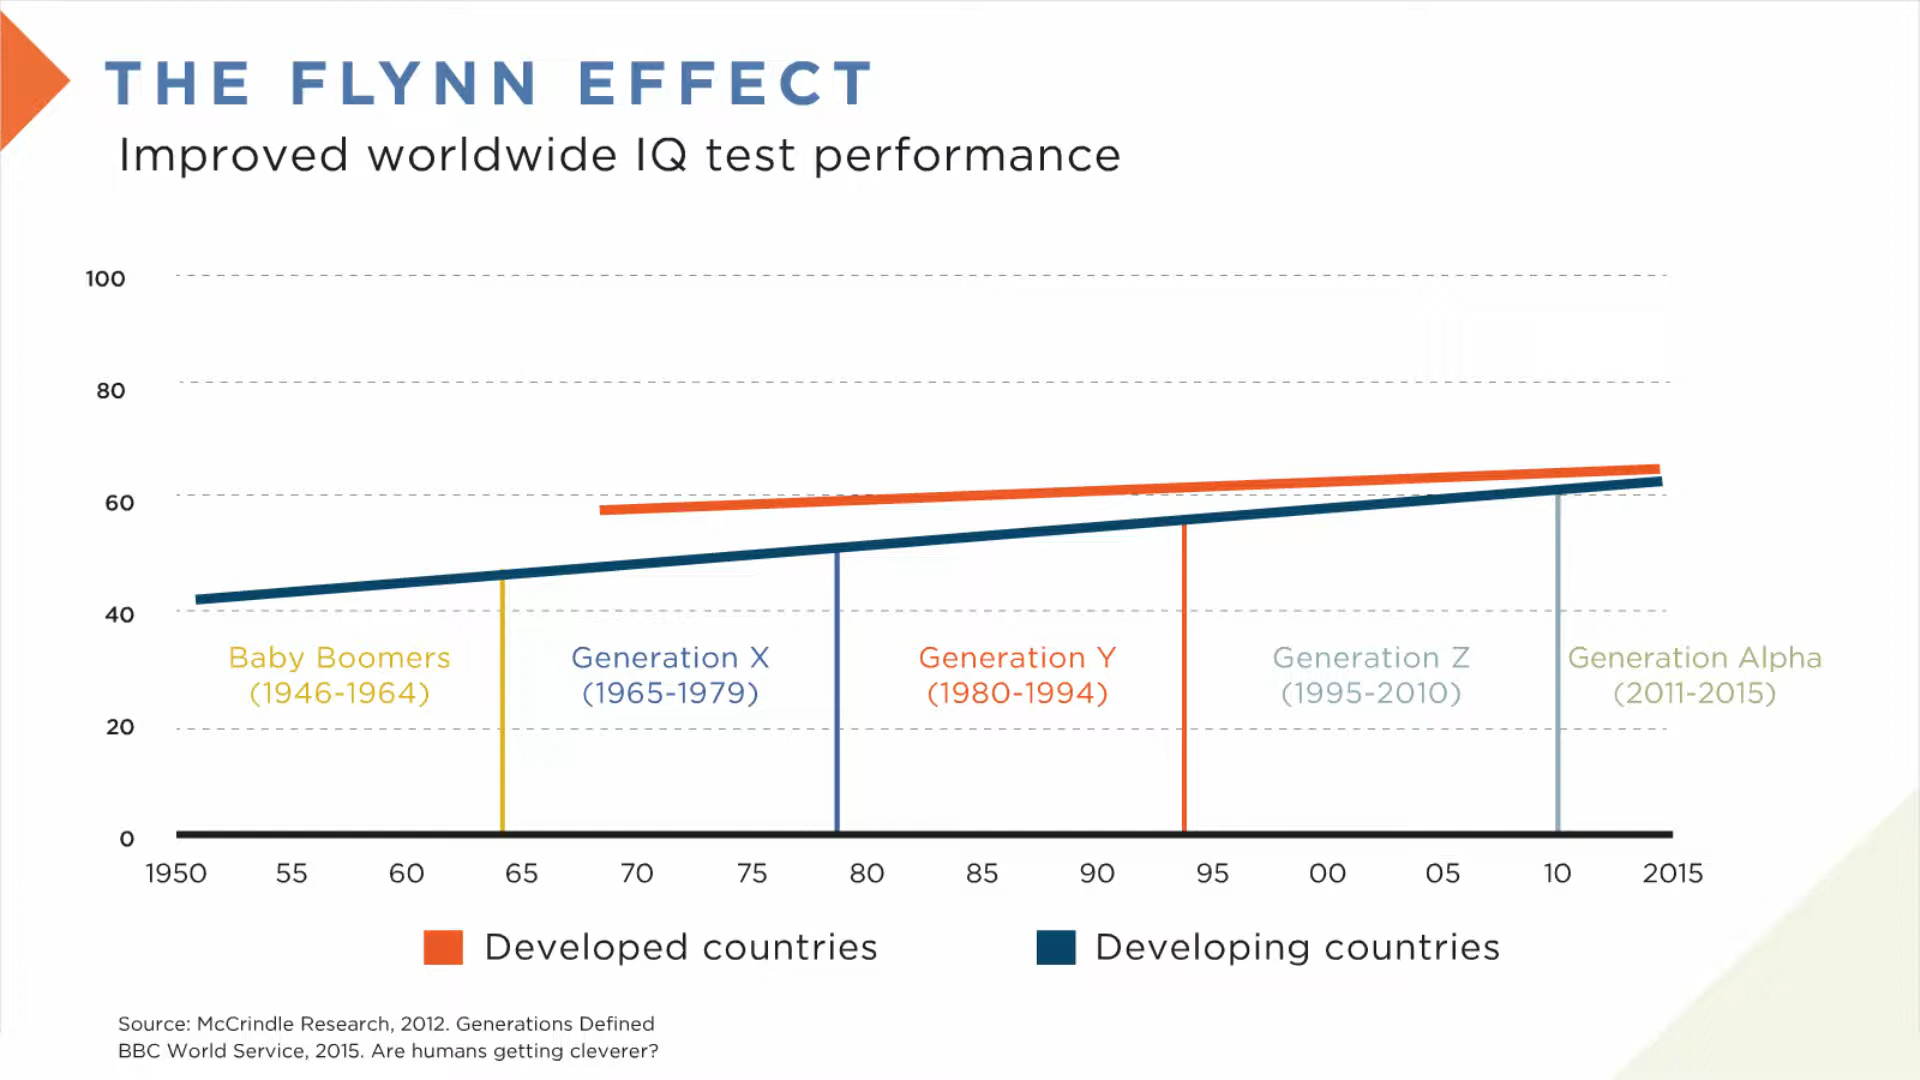 THE FLYNN EFFECT
Improved worldwide IQ test performance
100
80
60
40
20
0
Baby Boomers
(1946-1964)
Generation X
(1965-1979)
Generation Y
(1980-1994)
Generation Z
(1995-2010)
Generation Alpha
(2011-2015)
1950 55 60 65 70 75 80 85 90 95 00 05 10 2015
Developed countries Developing countries
Source: McCrindle Research, 2012. Generations Defined
BBC World Service, 2015. Are humans getting cleverer?